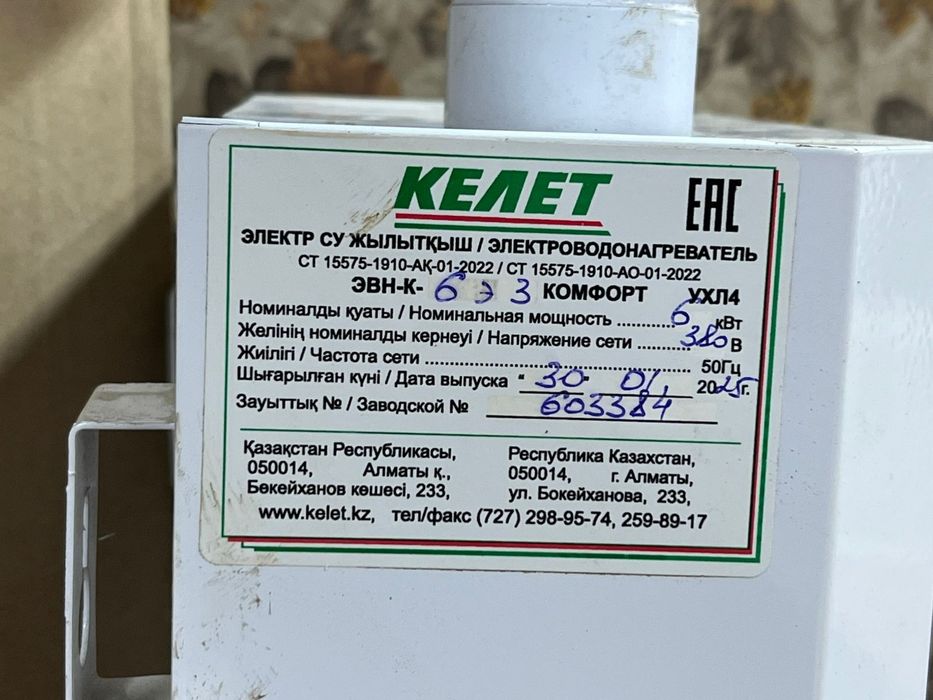 КЕЛЕТ
ЕАС
ЭЛЕКТР СУ ЖЫЛЫТҚЫШ / ЭЛЕКТРОВОДОНАГРЕВАТЕЛЬ
СТ 15575-1910-АҚ-01-2022 / СТ 15575-1910-АО-01-2022
ЭВН-К- 6 Э 3 КОМФОРТ УХЛ4
Номиналды қуаты / Номинальная мощность ........... 6 кВт
Желінің номиналды кернеуі / Напряжение сети ......... 380 В
Жиілігі / Частота сети ............................................ 50Гц
Шығарылған күні / Дата выпуска " 30 " 01. 2025г.
Зауыттық № / Заводской № 603384
Қазақстан Республикасы,
050014, Алматы қ.,
Бөкейханов көшесі, 233,
Республика Казахстан,
050014, г. Алматы,
ул. Бокейханова, 233,
www.kelet.kz, тел/факс (727) 298-95-74, 259-89-17